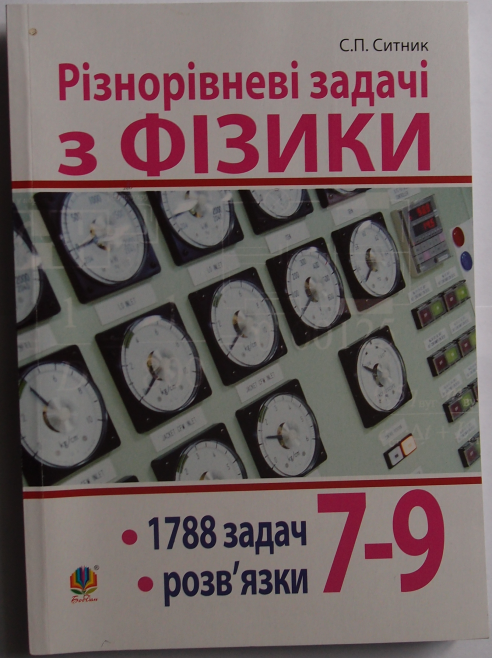 С.П. Ситник
Різнорівневі задачі
з ФІЗИКИ
• 1788 задач
• розв'язки
7-9